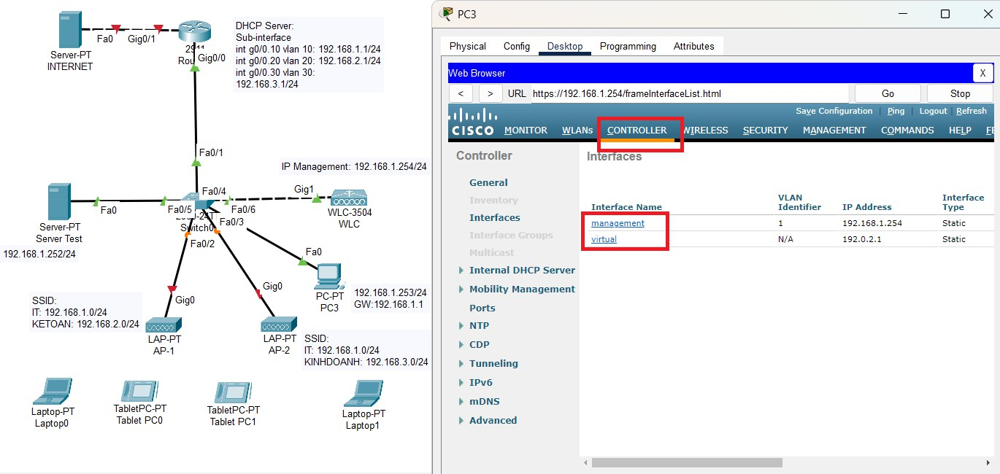 DHCP Server:
Sub-interface
int g0/0.10 vlan 10: 192.168.1.1/24
int g0/0.20 vlan 20: 192.168.2.1/24
int g0/0.30 vlan 30:
192.168.3.1/24
Fa0
Gig0/1
Server-PT
INTERNET
Gig0/0
Fa0/1
IP Management: 192.168.1.254/24
Fa0/4
Gig1
Fa0
Fa0/5
Fa0/6
WLC-3504
WLC
Server-PT
Server Test
Switch0
Fa0/3
Fa0/2
192.168.1.252/24
Fa0
Gig0
Gig0
PC-PT
PC3
192.168.1.253/24
GW:192.168.1.1
SSID:
IT: 192.168.1.0/24
KETOAN: 192.168.2.0/24
LAP-PT
AP-1
LAP-PT
AP-2
SSID:
IT: 192.168.1.0/24
KINHDOANH: 192.168.3.0/24
Laptop-PT
Laptop0
TabletPC-PT
Tablet PC0
TabletPC-PT
Tablet PC1
Laptop-PT
Laptop1
PC3
Physical Config Desktop Programming Attributes
Web Browser X
< > URL https://192.168.1.254/frameInterfaceList.html Go Stop
Save Configuration | Ping | Logout | Refresh
CISCO MONITOR WLANs CONTROLLER WIRELESS SECURITY MANAGEMENT COMMANDS HELP FE
Controller
General
Inventory
Interfaces
Interface Groups
Multicast
Internal DHCP Server
Mobility Management
Ports
NTP
CDP
Tunneling
IPv6
mDNS
Advanced
Interfaces
Interface Name VLAN Identifier IP Address Interface Type
management 1 192.168.1.254 Static
virtual N/A 192.0.2.1 Static